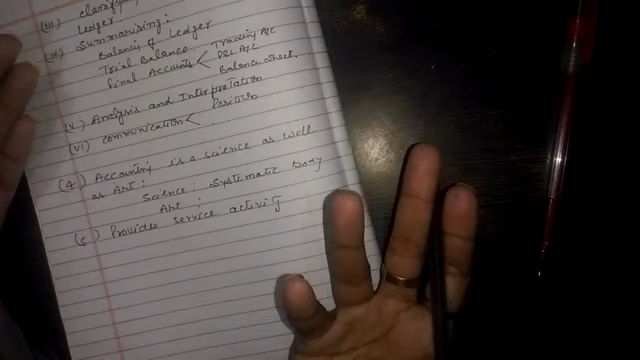 (iii) Classify
Ledger
(iv) Summarising:
Balancing of Ledger
Trial Balance
Final Accounts < Trading A/C
P&L A/C
Balance Sheet.
(v) Analysis and Interpretation
(vi) Communication < Position
(4) Accounting is a science as well
as Art:
Science: Systematic Body
Art:
(5) Provides service activity